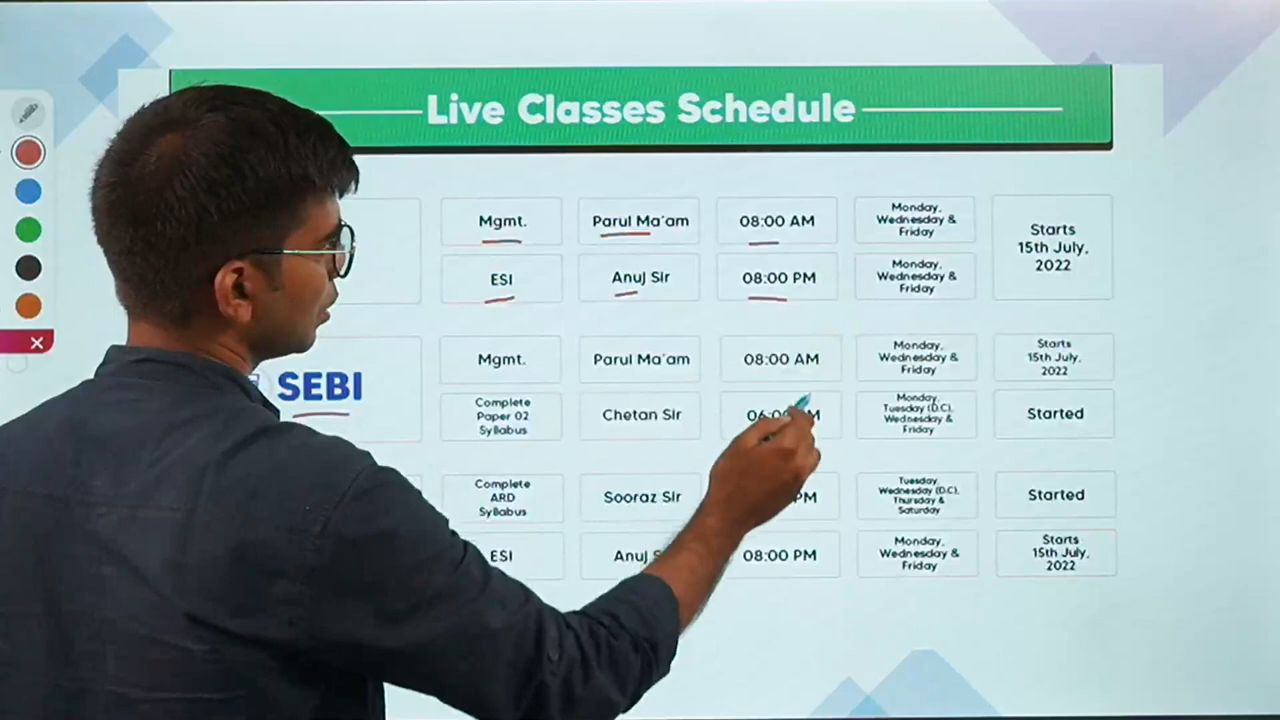 Live Classes Schedule
Mgmt.
Parul Ma'am
08:00 AM
Monday,
Wednesday &
Friday
Starts
15th July,
2022
ESI
Anuj Sir
08:00 PM
Monday,
Wednesday &
Friday
SEBI
Mgmt.
Parul Ma'am
08:00 AM
Monday,
Wednesday &
Friday
Starts
15th July,
2022
Complete
Paper 02
Syllabus
Chetan Sir
Monday,
Tuesday (D.C),
Wednesday &
Friday
Started
Complete
ARD
Syllabus
Sooraz Sir
PM
Tuesday,
Wednesday (D.C),
Thursday &
Saturday
Started
ESI
Anuj
08:00 PM
Monday,
Wednesday &
Friday
Starts
15th July,
2022